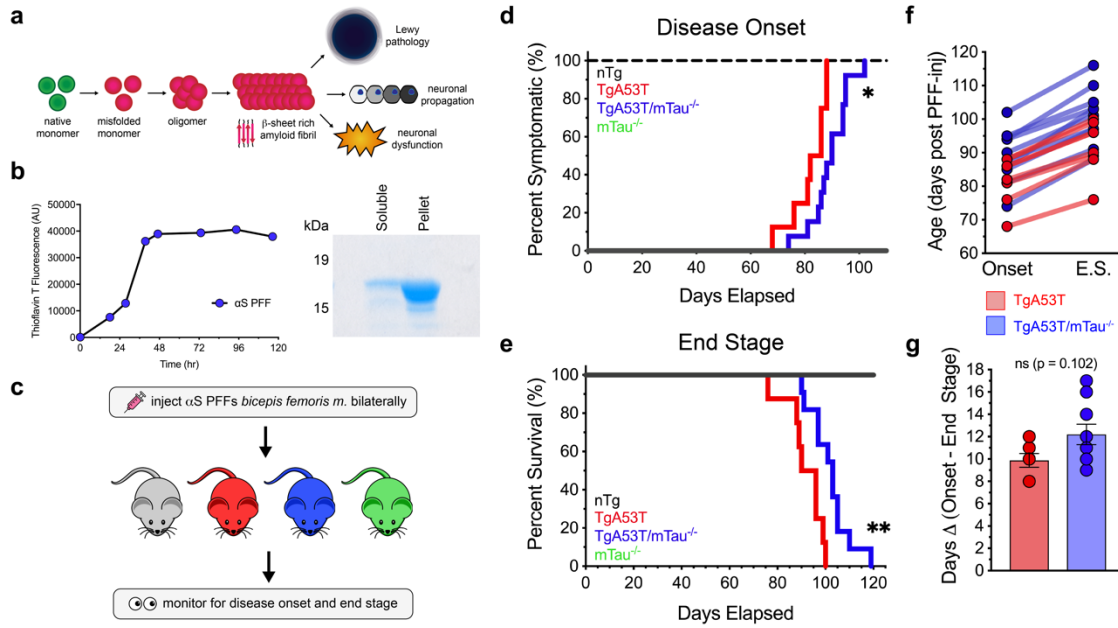 a
Lewy
pathology
native
monomer
misfolded
monomer
oligomer
β-sheet rich
amyloid fibril
neuronal
propagation
neuronal
dysfunction
b
Thioflavin T Fluorescence (AU)
50000
40000
30000
20000
10000
0
αS PFF
0 24 48 72 96 120
Time (hr)
kDa
Soluble
Pellet
19
15
c
inject αS PFFs bicepis femoris m. bilaterally
monitor for disease onset and end stage
d
Disease Onset
Percent Symptomatic (%)
100
80
60
40
20
0
nTg
TgA53T
TgA53T/mTau-/-
mTau-/-
*
0 20 40 60 80 100
Days Elapsed
e
End Stage
Percent Survival (%)
100
80
60
40
20
0
nTg
TgA53T
TgA53T/mTau-/-
mTau-/-
**
0 20 40 60 80 100 120
Days Elapsed
f
Age (days post PFF-inj)
120
110
100
90
80
70
60
Onset E.S.
TgA53T
TgA53T/mTau-/-
g
ns (p = 0.102)
Days Δ (Onset - End Stage)
18
16
14
12
10
8
6
4
2
0